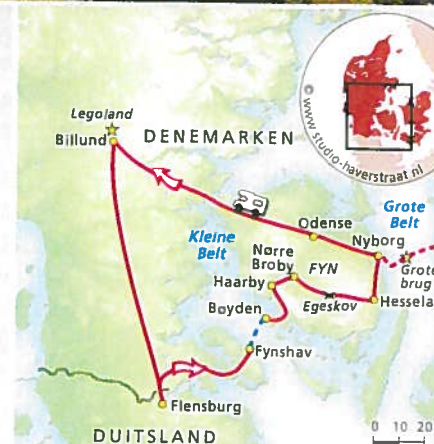 Legoland
Billund
DENEMARKEN
© www.studio-haverstraat.nl
Grote
Belt
Kleine
Belt
Odense
Nyborg
Nørre
Broby
FYN
Grote
brug
Haarby
Egeskov
Hessela
Bøyden
Fynshav
Flensburg
DUITSLAND
0 10 20